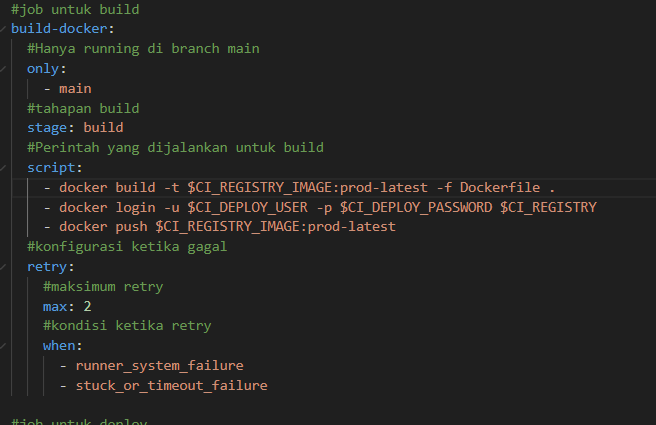 #job untuk build
build-docker:
#Hanya running di branch main
only:
- main
#tahapan build
stage: build
#Perintah yang dijalankan untuk build
script:
- docker build -t $CI_REGISTRY_IMAGE:prod-latest -f Dockerfile .
- docker login -u $CI_DEPLOY_USER -p $CI_DEPLOY_PASSWORD $CI_REGISTRY
- docker push $CI_REGISTRY_IMAGE:prod-latest
#konfigurasi ketika gagal
retry:
#maksimum retry
max: 2
#kondisi ketika retry
when:
- runner_system_failure
- stuck_or_timeout_failure
#job untuk deploy